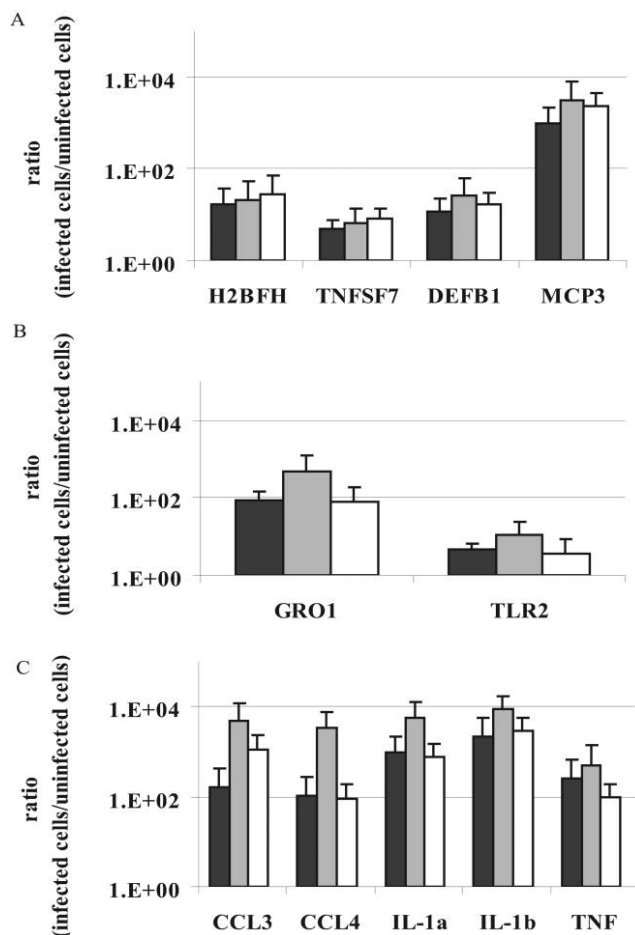 A
ratio
(infected cells/uninfected cells)
1.E+04
1.E+02
1.E+00
H2BFH TNFSF7 DEFB1 MCP3
B
ratio
(infected cells/uninfected cells)
1.E+04
1.E+02
1.E+00
GRO1 TLR2
C
ratio
(infected cells/uninfected cells)
1.E+04
1.E+02
1.E+00
CCL3 CCL4 IL-1a IL-1b TNF